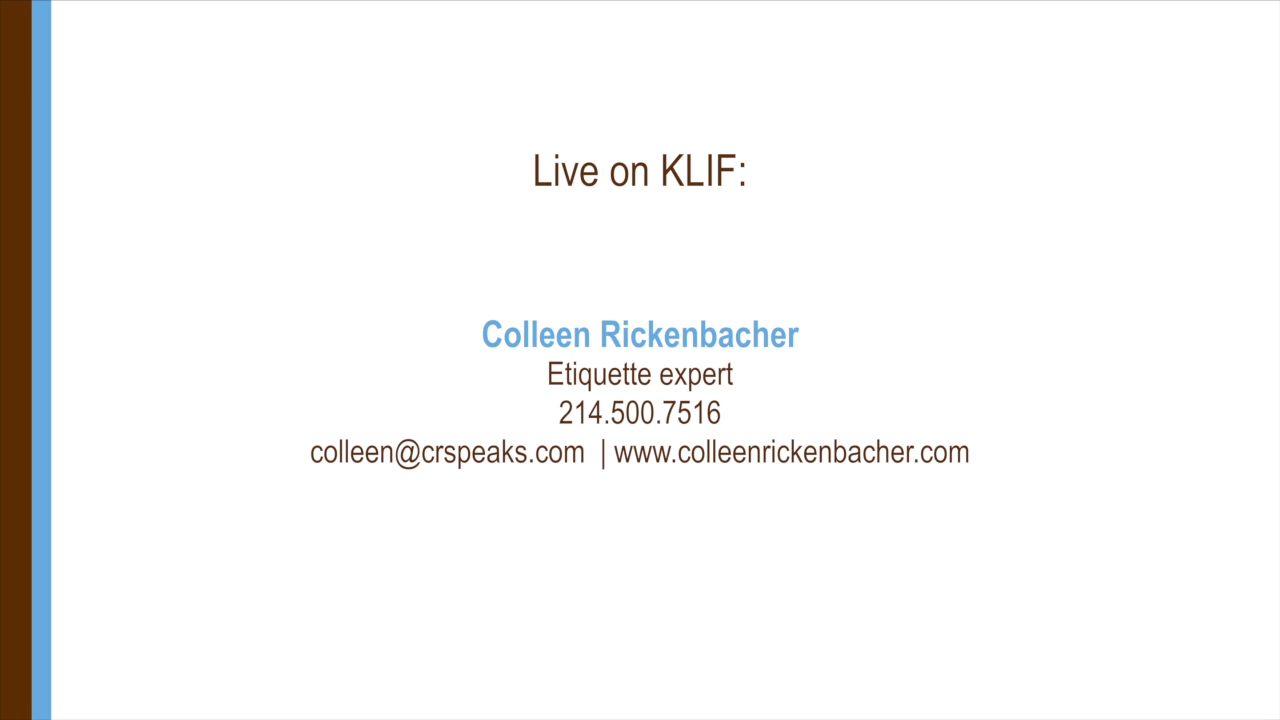 Live on KLIF:
Colleen Rickenbacher
Etiquette expert
214.500.7516
colleen@crspeaks.com | www.colleenrickenbacher.com